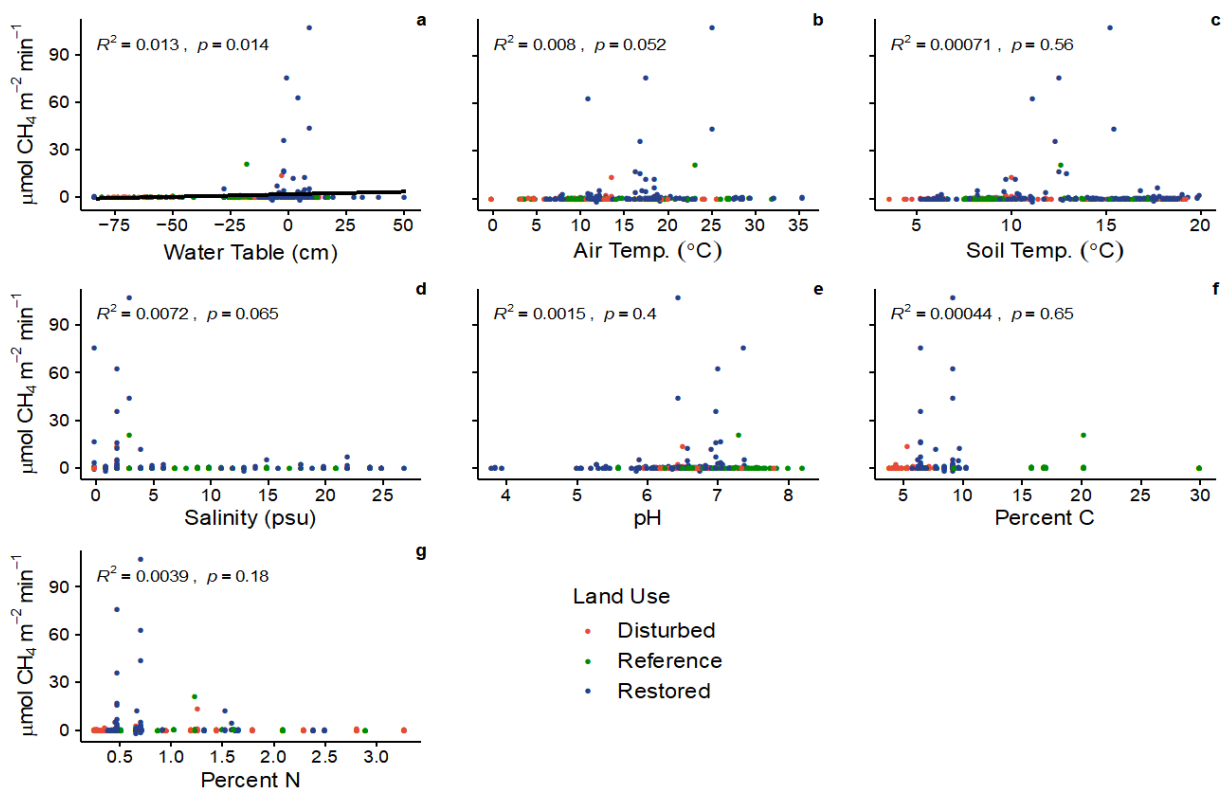 a
R² = 0.013 , p = 0.014
µmol CH₄ m⁻² min⁻¹
90
60
30
0
-75 -50 -25 0 25 50
Water Table (cm)
b
R² = 0.008 , p = 0.052
0 5 10 15 20 25 30 35
Air Temp. (°C)
c
R² = 0.00071 , p = 0.56
5 10 15 20
Soil Temp. (°C)
d
R² = 0.0072 , p = 0.065
µmol CH₄ m⁻² min⁻¹
90
60
30
0
0 5 10 15 20 25
Salinity (psu)
e
R² = 0.0015 , p = 0.4
4 5 6 7 8
pH
f
R² = 0.00044 , p = 0.65
5 10 15 20 25 30
Percent C
g
R² = 0.0039 , p = 0.18
µmol CH₄ m⁻² min⁻¹
90
60
30
0
0.5 1.0 1.5 2.0 2.5 3.0
Percent N
Land Use
Disturbed
Reference
Restored